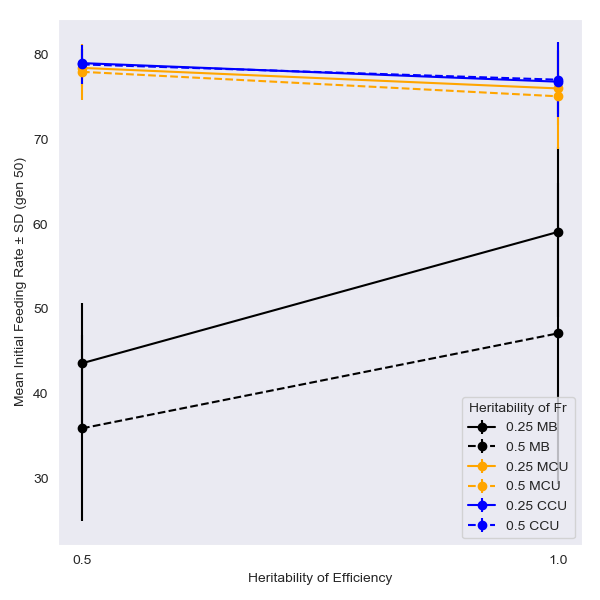 80
70
60
50
40
30
Mean Initial Feeding Rate ± SD (gen 50)
0.5
1.0
Heritability of Efficiency
Heritability of Fr
0.25 MB
0.5 MB
0.25 MCU
0.5 MCU
0.25 CCU
0.5 CCU